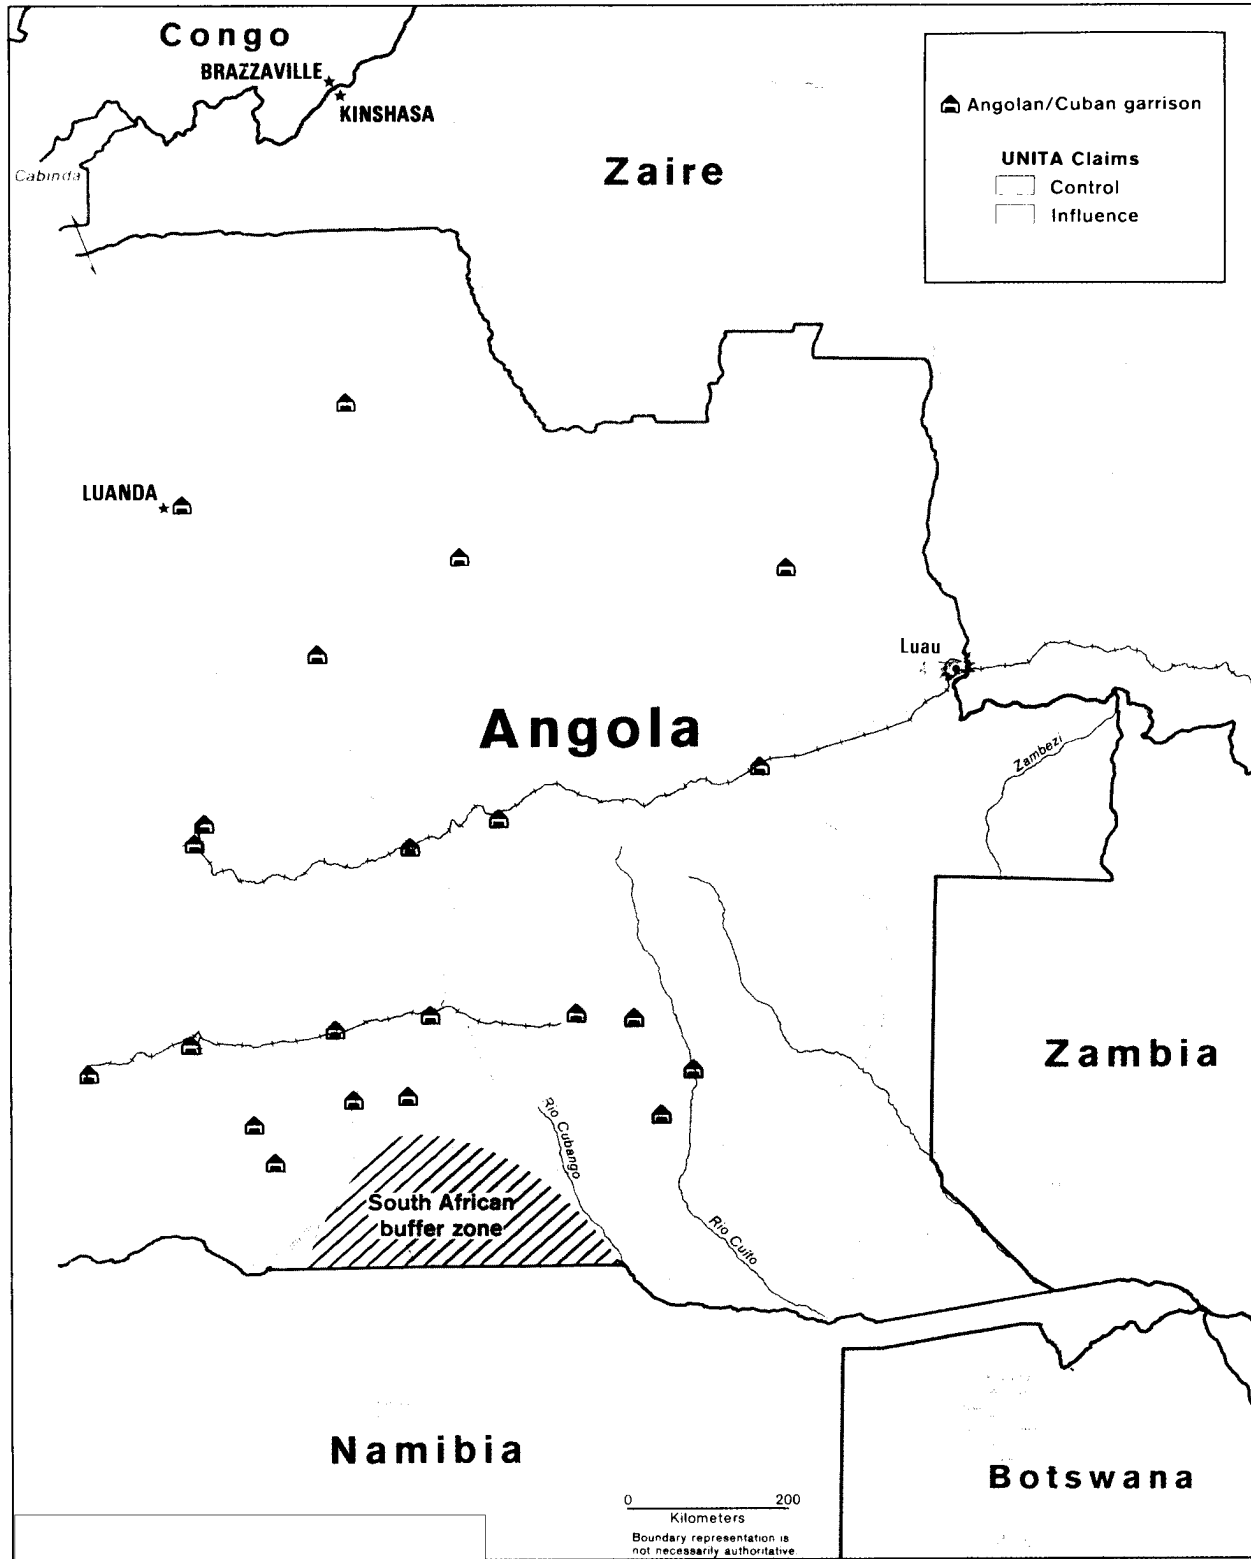 Congo
BRAZZAVILLE
KINSHASA
Angolan/Cuban garrison
UNITA Claims
Control
Influence
Zaire
Cabinda
LUANDA
Luau
Angola
Zambezi
Zambia
Rio Cubango
South African
buffer zone
Rio Cuito
Namibia
Botswana
0 200
Kilometers
Boundary representation is
not necessarily authoritative.